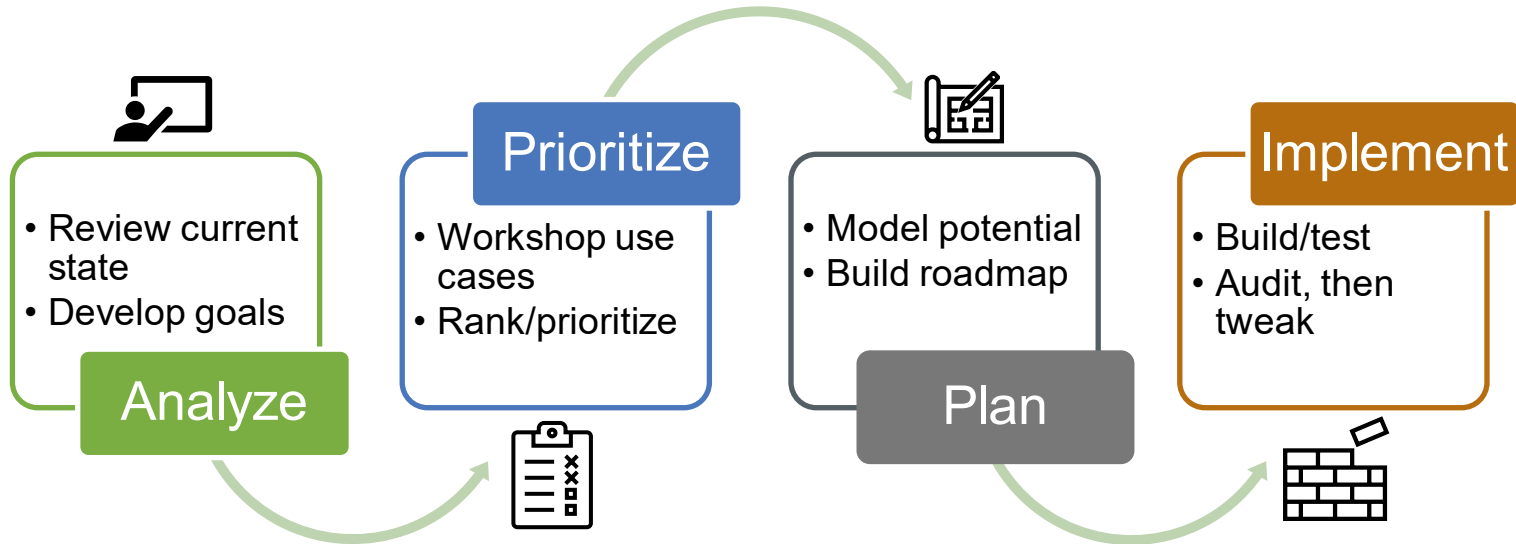 • Review current
state
• Develop goals
Analyze
Prioritize
• Workshop use
cases
• Rank/prioritize
• Model potential
• Build roadmap
Plan
Implement
• Build/test
• Audit, then
tweak